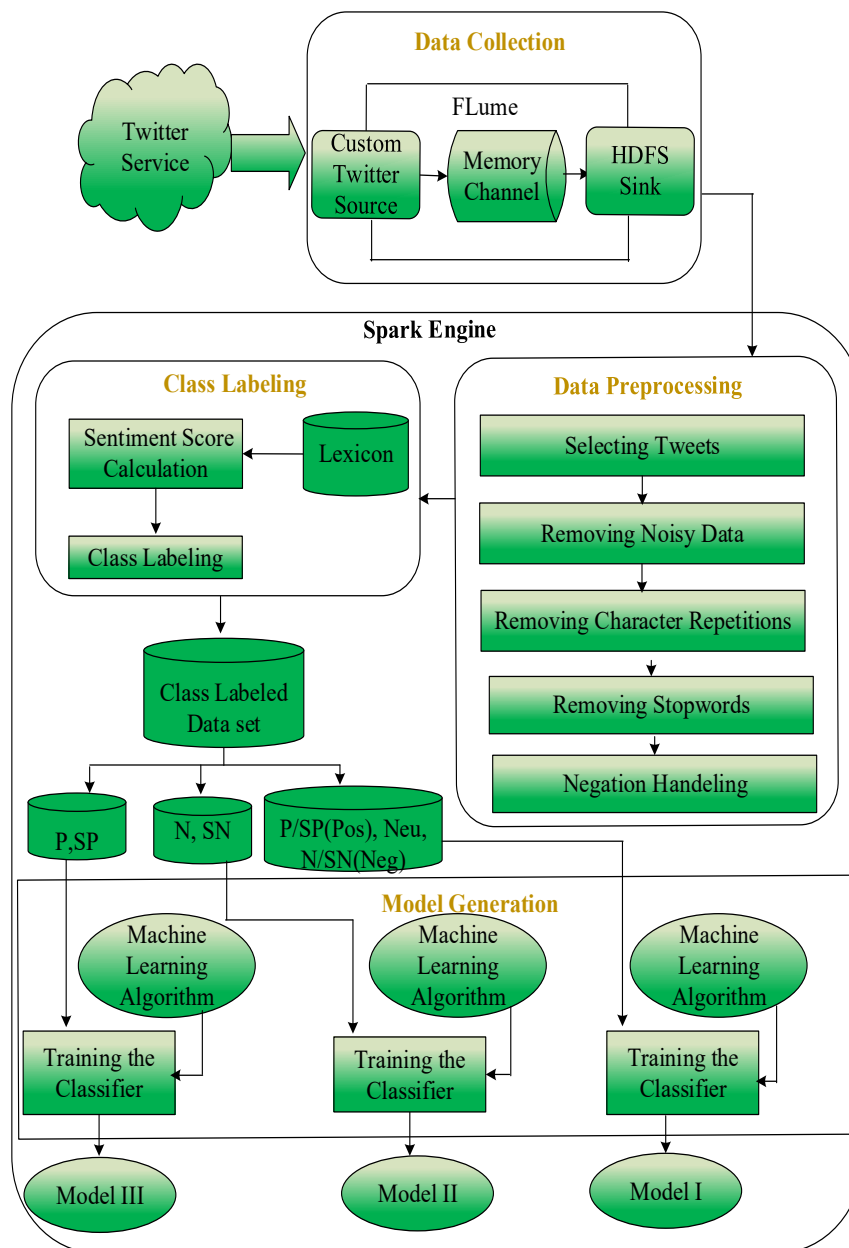 Data Collection
Twitter
Service
FLume
Custom
Twitter
Source
Memory
Channel
HDFS
Sink
Spark Engine
Class Labeling
Sentiment Score
Calculation
Lexicon
Class Labeling
Data Preprocessing
Selecting Tweets
Removing Noisy Data
Removing Character Repetitions
Removing Stopwords
Negation Handeling
Class Labeled
Data set
P,SP
N, SN
P/SP(Pos), Neu,
N/SN(Neg)
Model Generation
Machine
Learning
Algorithm
Machine
Learning
Algorithm
Machine
Learning
Algorithm
Training the
Classifier
Training the
Classifier
Training the
Classifier
Model III
Model II
Model I